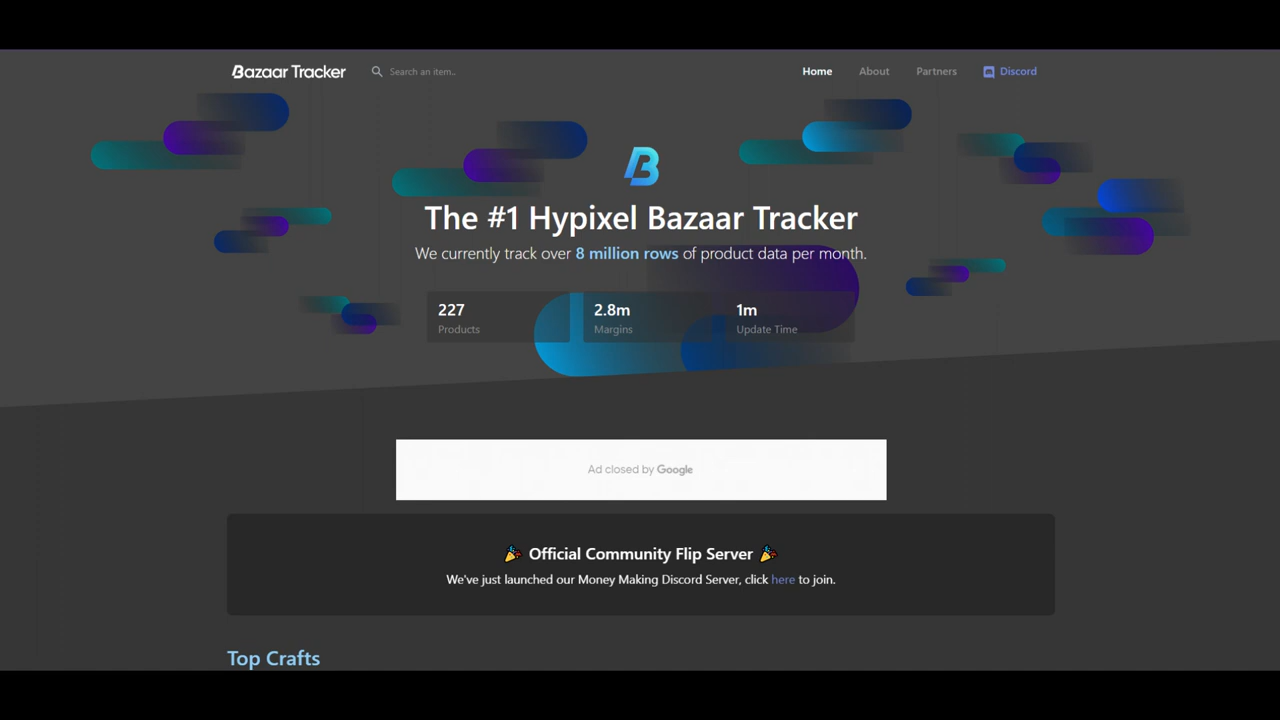 Bazaar Tracker
Search an item..
Home
About
Partners
Discord
The #1 Hypixel Bazaar Tracker
We currently track over 8 million rows of product data per month.
227
Products
2.8m
Margins
1m
Update Time
Ad closed by Google
🎉 Official Community Flip Server 🎉
We've just launched our Money Making Discord Server, click here to join.
Top Crafts